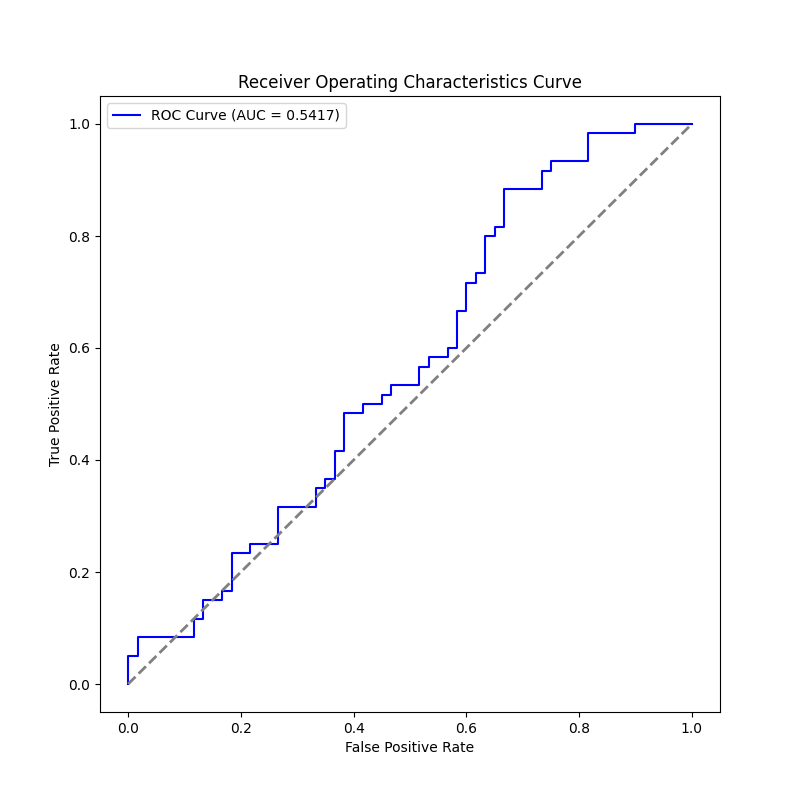 Receiver Operating Characteristics Curve
ROC Curve (AUC = 0.5417)
1.0
0.8
0.6
0.4
0.2
0.0
True Positive Rate
0.0 0.2 0.4 0.6 0.8 1.0
False Positive Rate